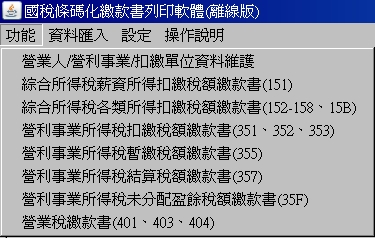 國稅條碼化繳款書列印軟體(離線版)
功能 資料匯入 設定 操作說明
營業人/營利事業/扣繳單位資料維護
綜合所得稅薪資所得扣繳稅額繳款書(151)
綜合所得稅各類所得扣繳稅額繳款書(152-158、15B)
營利事業所得稅扣繳稅額繳款書(351、352、353)
營利事業所得稅暫繳稅額繳款書(355)
營利事業所得稅結算稅額繳款書(357)
營利事業所得稅未分配盈餘稅額繳款書(35F)
營業稅繳款書(401、403、404)